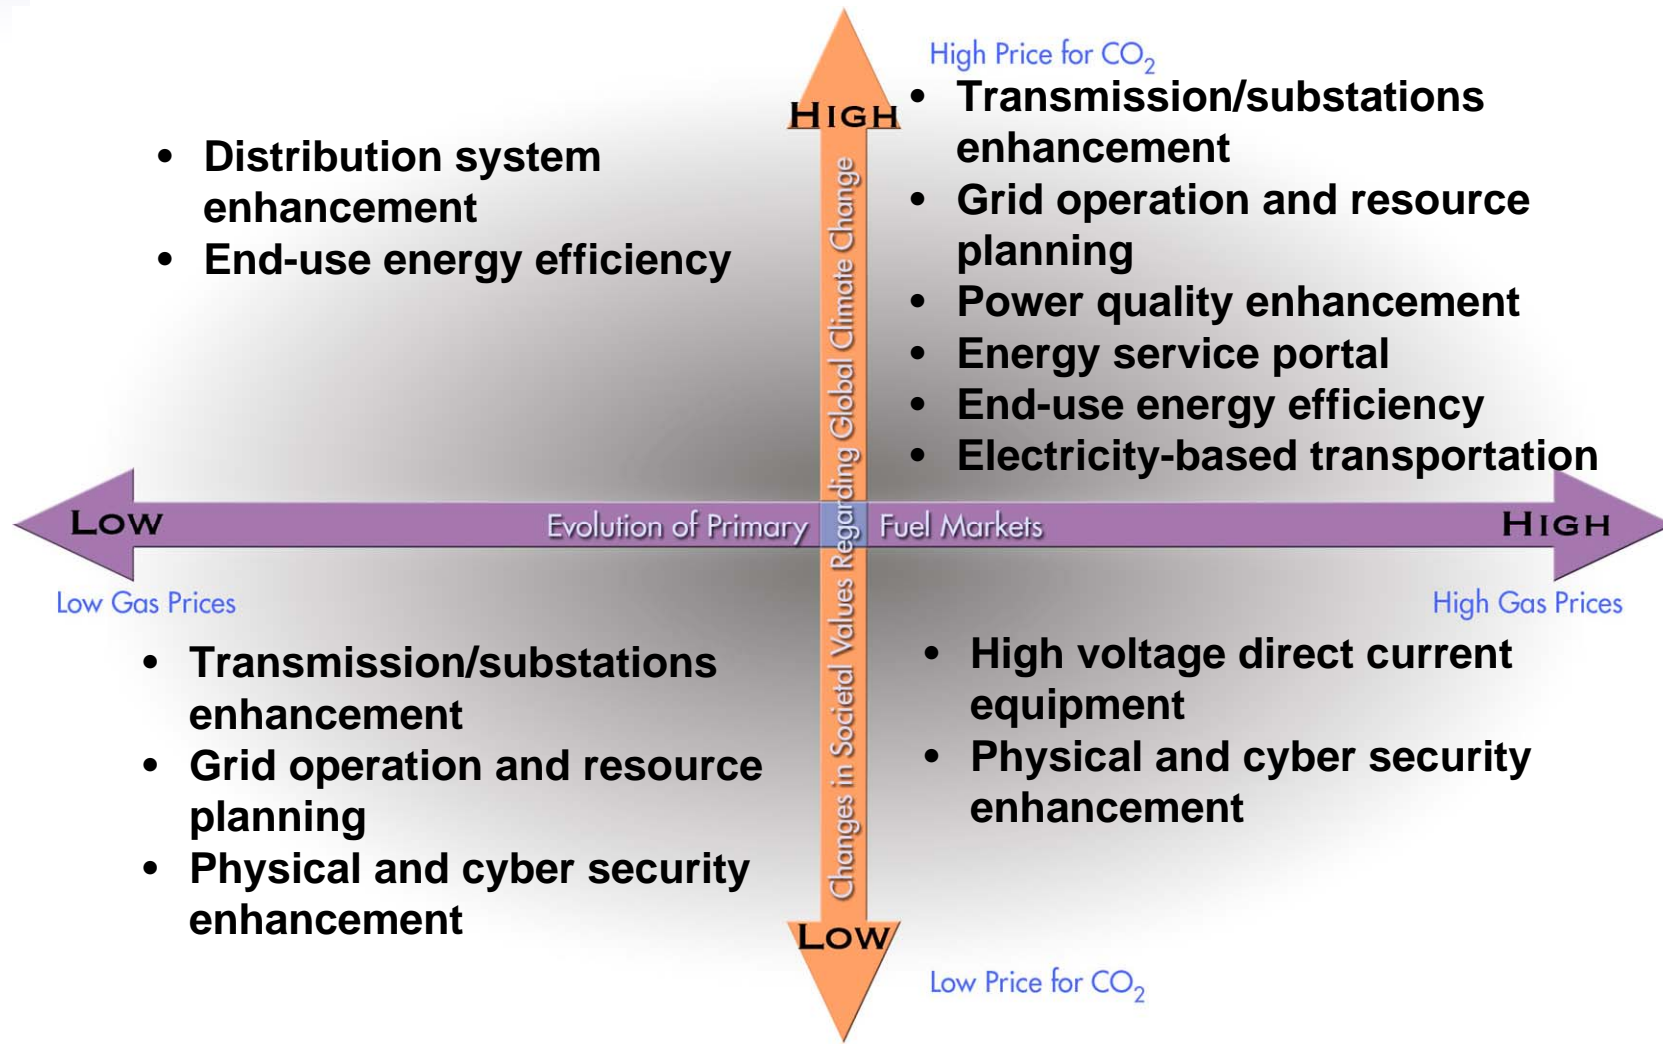 High Price for CO₂
HIGH
• Transmission/substations
enhancement
• Grid operation and resource
planning
• Power quality enhancement
• Energy service portal
• End-use energy efficiency
• Electricity-based transportation
• Distribution system
enhancement
• End-use energy efficiency
Changes in Societal Values Regarding Global Climate Change
LOW
Evolution of Primary Fuel Markets
HIGH
Low Gas Prices
High Gas Prices
• Transmission/substations
enhancement
• Grid operation and resource
planning
• Physical and cyber security
enhancement
• High voltage direct current
equipment
• Physical and cyber security
enhancement
LOW
Low Price for CO₂